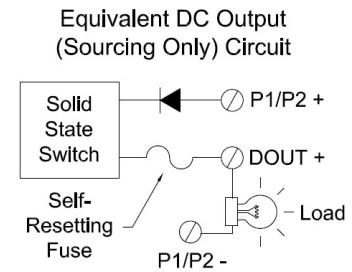 Equivalent DC Output
(Sourcing Only) Circuit
Solid
State
Switch
P1/P2 +
DOUT +
Self-
Resetting
Fuse
Load
P1/P2 -